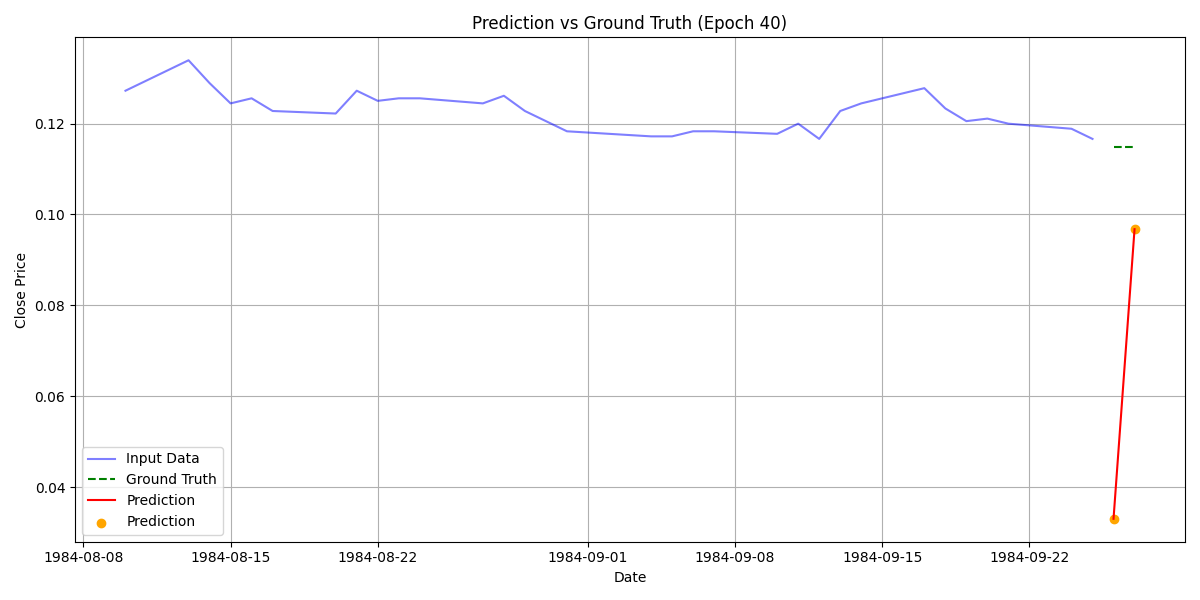 Prediction vs Ground Truth (Epoch 40)
Close Price
0.12
0.10
0.08
0.06
0.04
Input Data
Ground Truth
Prediction
Prediction
1984-08-08 1984-08-15 1984-08-22 1984-09-01 1984-09-08 1984-09-15 1984-09-22
Date